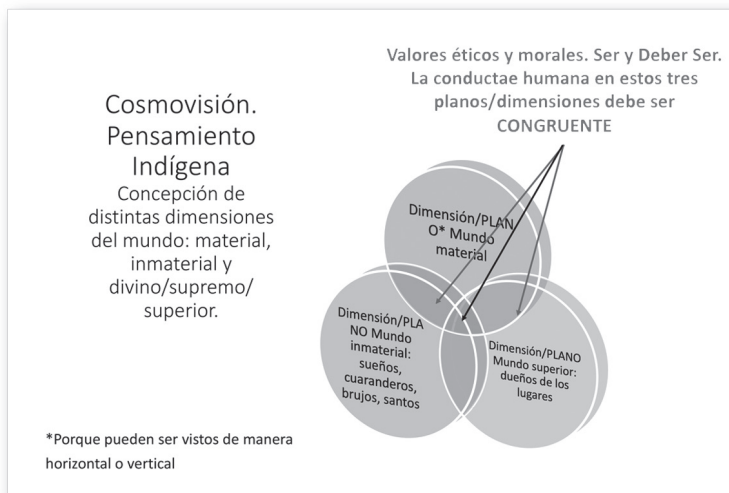 Valores éticos y morales. Ser y Deber Ser.
La conductae humana en estos tres
planos/dimensiones debe ser
CONGRUENTE
Cosmovisión.
Pensamiento
Indígena
Concepción de
distintas dimensiones
del mundo: material,
inmaterial y
divino/supremo/
superior.
Dimensión/PLAN
O* Mundo
material
Dimensión/PLA
NO Mundo
inmaterial:
sueños,
cuaranderos,
brujos, santos
Dimensión/PLANO
Mundo superior:
dueños de los
lugares
*Porque pueden ser vistos de manera
horizontal o vertical